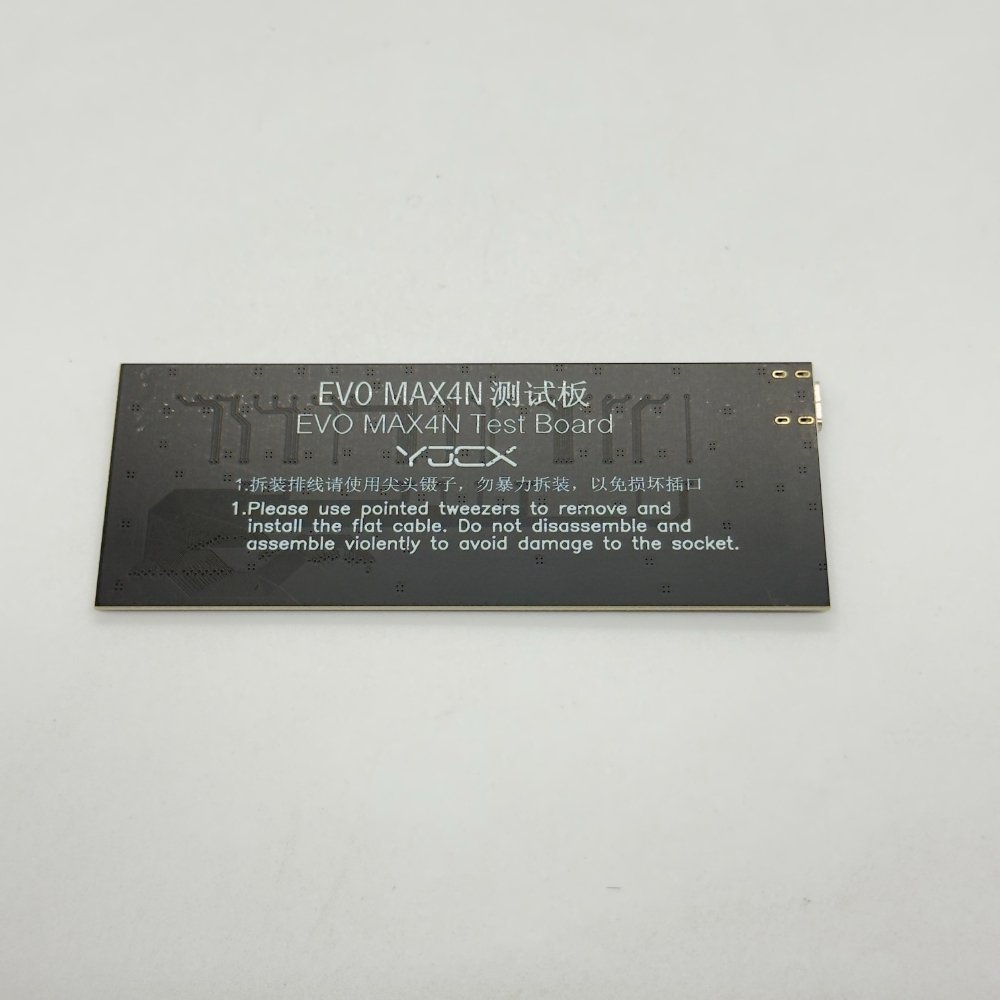 EVO MAX4N 测试板
EVO MAX4N Test Board
YJCX
1.拆装排线请使用尖头镊子，勿暴力拆装，以免损坏插口
1.Please use pointed tweezers to remove and
install the flat cable. Do not disassemble and
assemble violently to avoid damage to the socket.